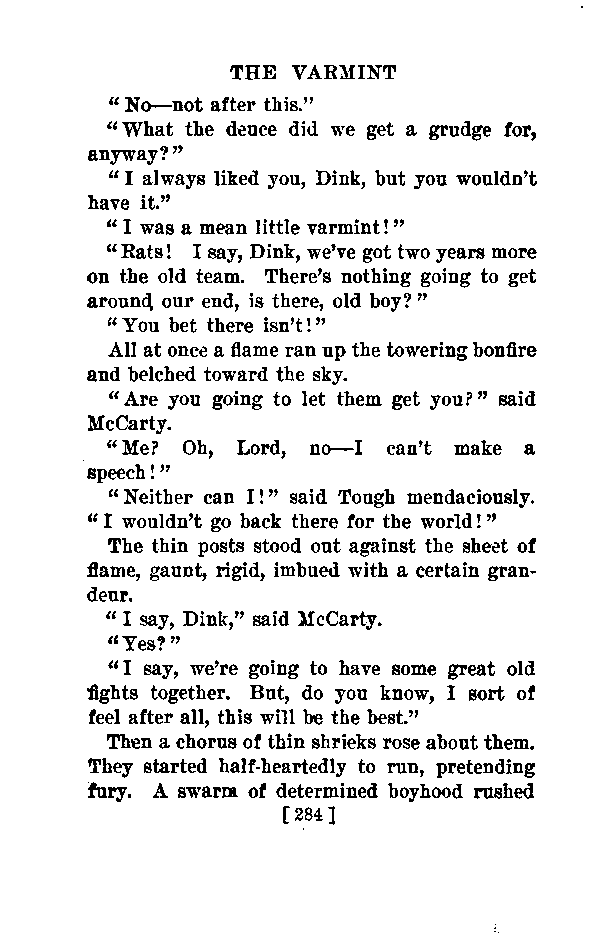 THE VARMINT
“No—not after this.”
“What the deuce did we get a grudge for,
anyway?”
“I always liked you, Dink, but you wouldn’t
have it.”
“I was a mean little varmint!”
“Rats! I say, Dink, we’ve got two years more
on the old team. There’s nothing going to get
around our end, is there, old boy?”
“You bet there isn’t!”
All at once a flame ran up the towering bonfire
and belched toward the sky.
“Are you going to let them get you?” said
McCarty.
“Me? Oh, Lord, no—I can’t make a
speech!”
“Neither can I!” said Tough mendaciously.
“I wouldn’t go back there for the world!”
The thin posts stood out against the sheet of
flame, gaunt, rigid, imbued with a certain gran-
deur.
“I say, Dink,” said McCarty.
“Yes?”
“I say, we’re going to have some great old
fights together. But, do you know, I sort of
feel after all, this will be the best.”
Then a chorus of thin shrieks rose about them.
They started half-heartedly to run, pretending
fury. A swarm of determined boyhood rushed
[284]